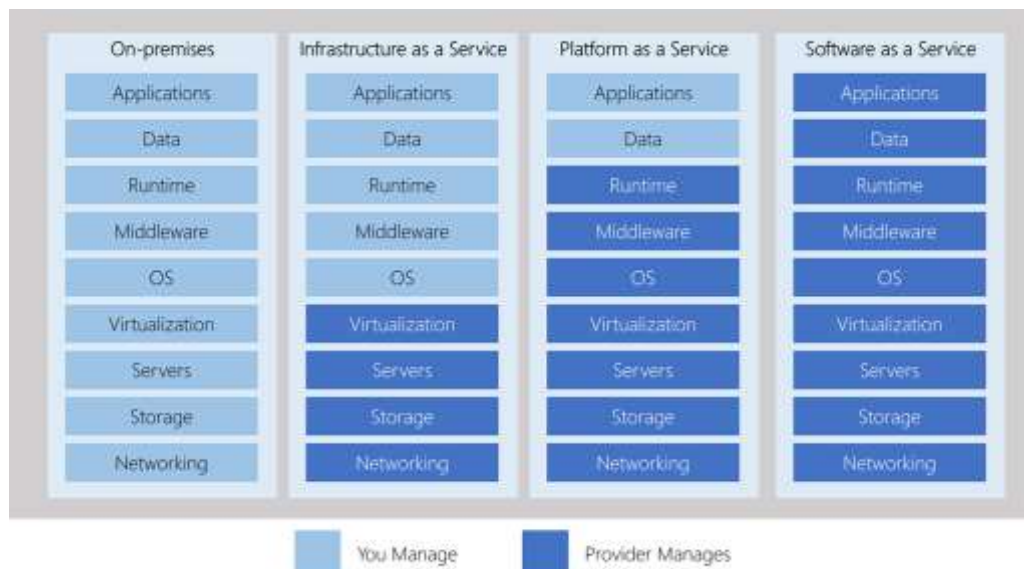 On-premises
Applications
Data
Runtime
Middleware
OS
Virtualization
Servers
Storage
Networking
Infrastructure as a Service
Applications
Data
Runtime
Middleware
OS
Virtualization
Servers
Storage
Networking
Platform as a Service
Applications
Data
Runtime
Middleware
OS
Virtualization
Servers
Storage
Networking
Software as a Service
Applications
Data
Runtime
Middleware
OS
Virtualization
Servers
Storage
Networking
You Manage
Provider Manages